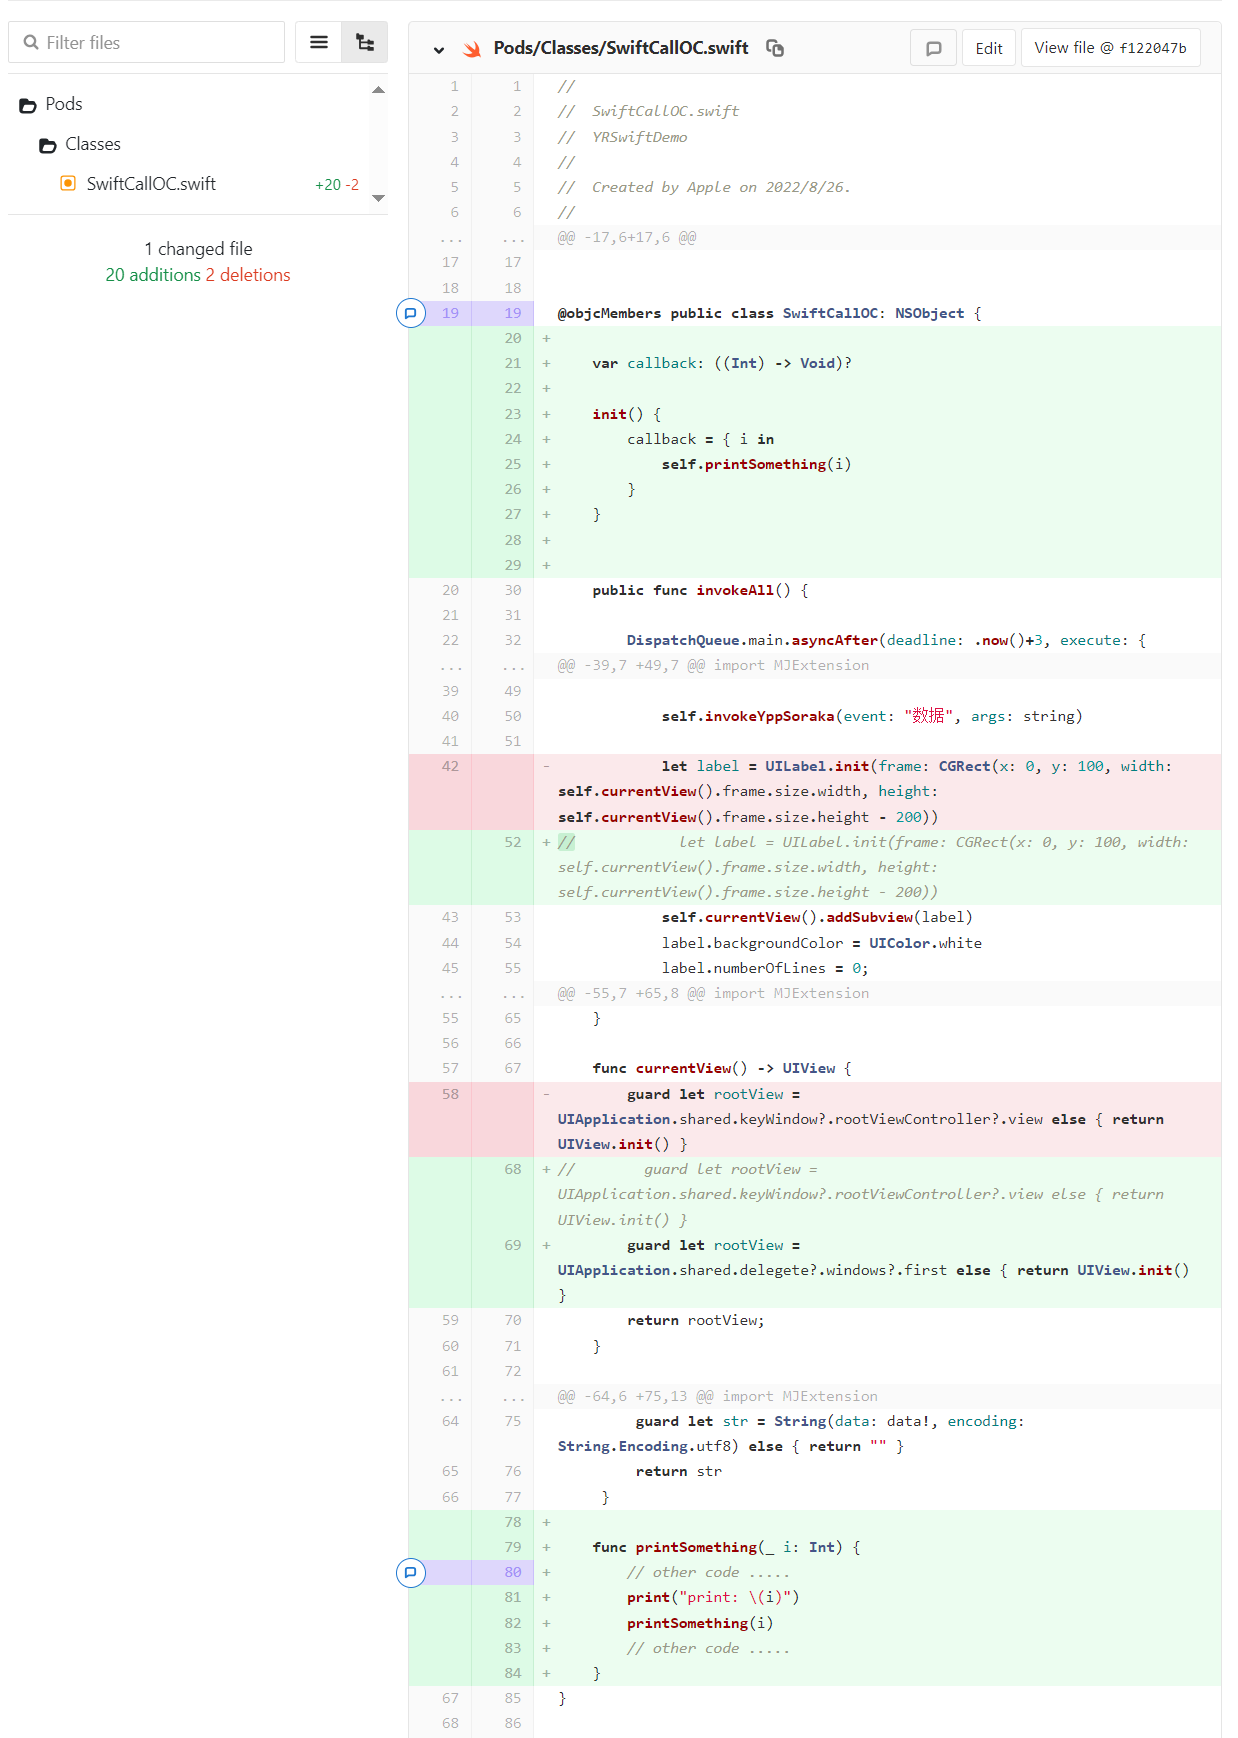 Filter files
Pods
Classes
SwiftCallOC.swift +20 -2
1 changed file
20 additions 2 deletions
Pods/Classes/SwiftCallOC.swift Edit View file @ f122047b
1 1 //
2 2 // SwiftCallOC.swift
3 3 // YRSwiftDemo
4 4 //
5 5 // Created by Apple on 2022/8/26.
6 6 //
... ... @@ -17,6+17,6 @@
17 17
18 18
19 19 @objcMembers public class SwiftCallOC: NSObject {
20 +
21 + var callback: ((Int) -> Void)?
22 +
23 + init() {
24 + callback = { i in
25 + self.printSomething(i)
26 + }
27 + }
28 +
29 +
20 30 public func invokeAll() {
21 31
22 32 DispatchQueue.main.asyncAfter(deadline: .now()+3, execute: {
... ... @@ -39,7 +49,7 @@ import MJExtension
39 49
40 50 self.invokeYppSoraka(event: "数据", args: string)
41 51
42 - let label = UILabel.init(frame: CGRect(x: 0, y: 100, width:
self.currentView().frame.size.width, height:
self.currentView().frame.size.height - 200))
52 + // let label = UILabel.init(frame: CGRect(x: 0, y: 100, width:
self.currentView().frame.size.width, height:
self.currentView().frame.size.height - 200))
43 53 self.currentView().addSubview(label)
44 54 label.backgroundColor = UIColor.white
45 55 label.numberOfLines = 0;
... ... @@ -55,7 +65,8 @@ import MJExtension
55 65 }
56 66
57 67 func currentView() -> UIView {
58 - guard let rootView =
UIApplication.shared.keyWindow?.rootViewController?.view else { return
UIView.init() }
68 + // guard let rootView =
UIApplication.shared.keyWindow?.rootViewController?.view else { return
UIView.init() }
69 + guard let rootView =
UIApplication.shared.delegete?.windows?.first else { return UIView.init()
}
59 70 return rootView;
60 71 }
61 72
... ... @@ -64,6 +75,13 @@ import MJExtension
64 75 guard let str = String(data: data!, encoding:
String.Encoding.utf8) else { return "" }
65 76 return str
66 77 }
78 +
79 + func printSomething(_ i: Int) {
80 + // other code .....
81 + print("print: \(i)")
82 + printSomething(i)
83 + // other code .....
84 + }
67 85 }
68 86